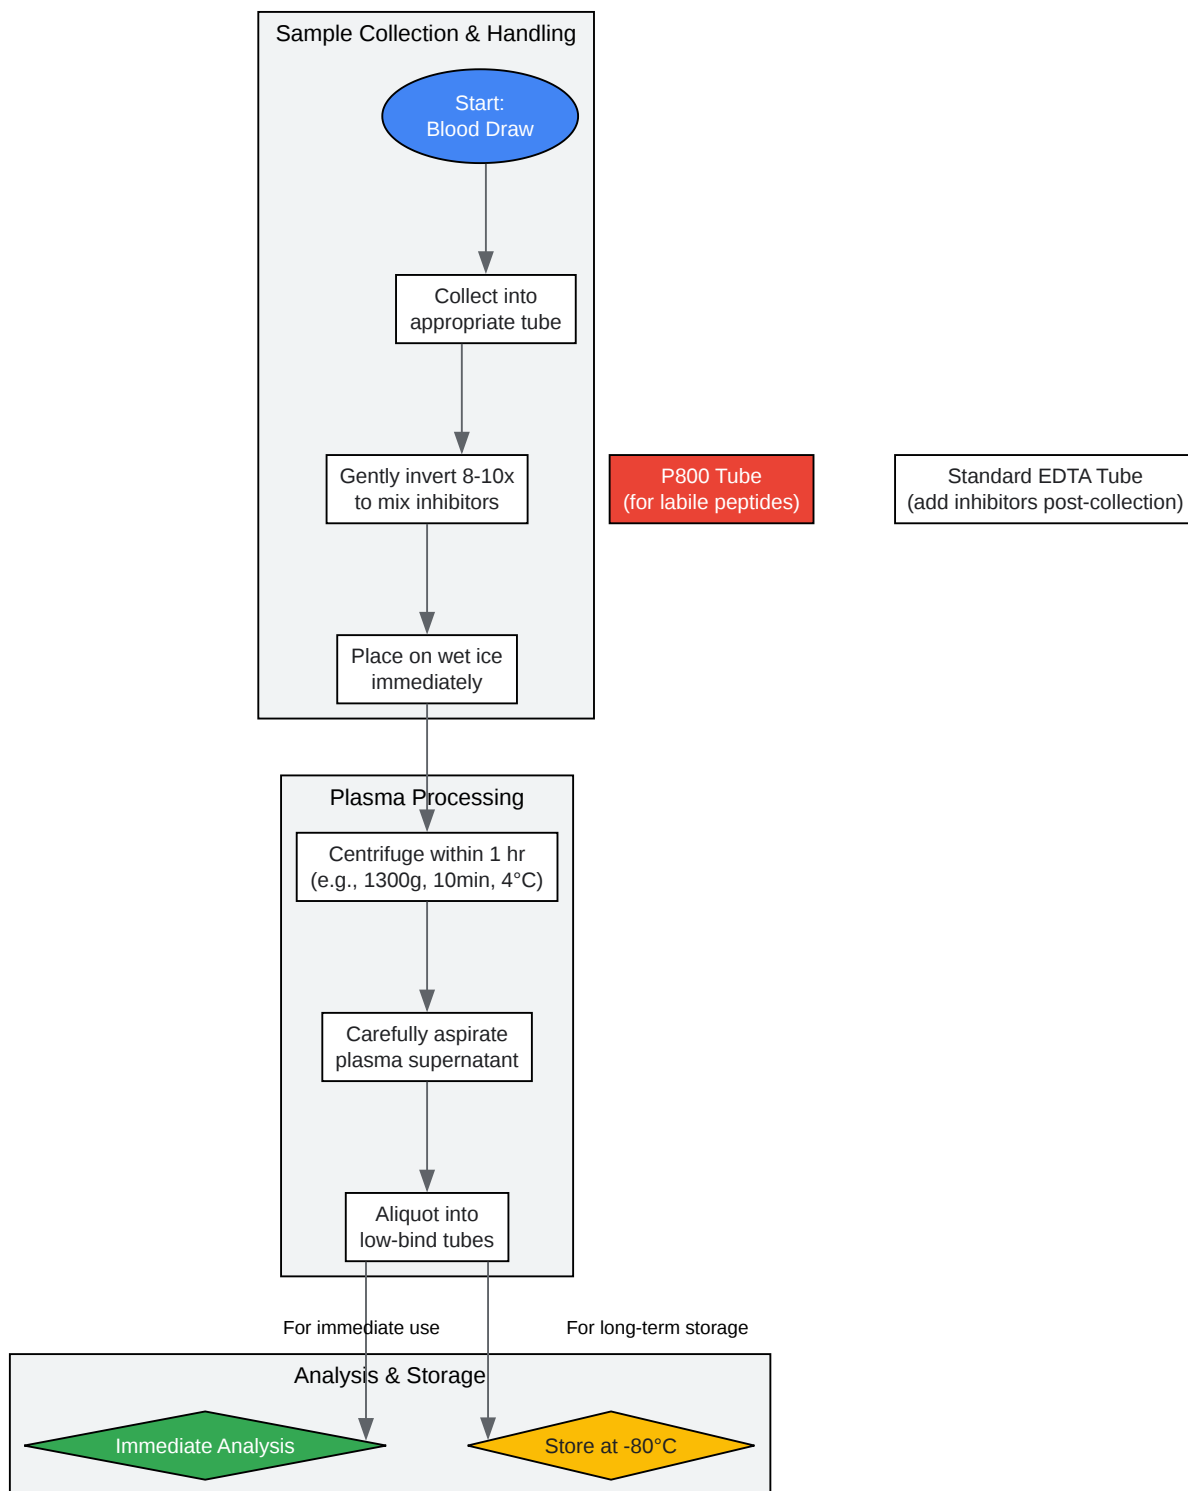 Sample Collection & Handling
Start:
Blood Draw
Collect into
appropriate tube
Gently invert 8-10x
to mix inhibitors
P800 Tube
(for labile peptides)
Standard EDTA Tube
(add inhibitors post-collection)
Place on wet ice
immediately
Plasma Processing
Centrifuge within 1 hr
(e.g., 1300g, 10min, 4°C)
Carefully aspirate
plasma supernatant
Aliquot into
low-bind tubes
For immediate use
For long-term storage
Analysis & Storage
Immediate Analysis
Store at -80°C